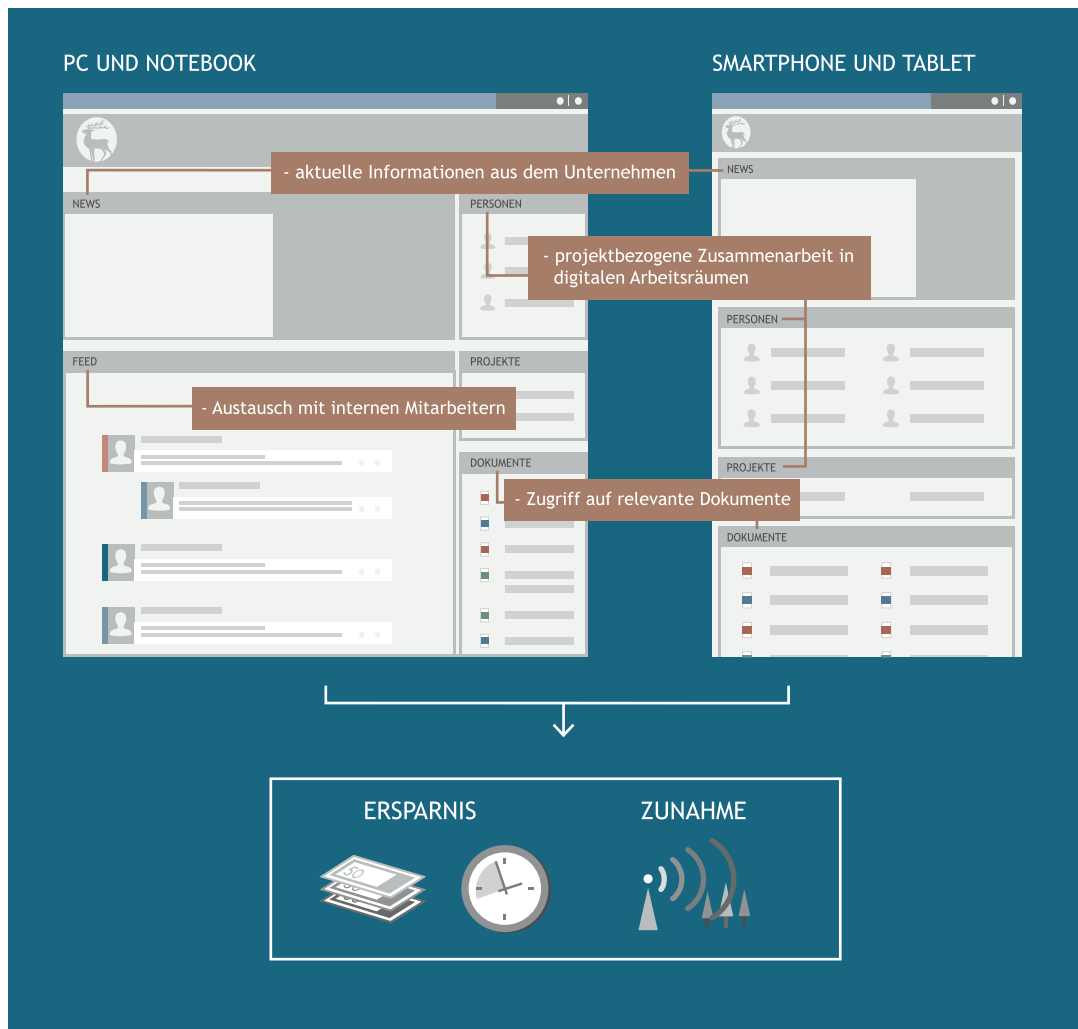 PC UND NOTEBOOK
SMARTPHONE UND TABLET
- aktuelle Informationen aus dem Unternehmen
NEWS
PERSONEN
NEWS
- projektbezogene Zusammenarbeit in
digitalen Arbeitsräumen
PERSONEN
FEED
PROJEKTE
- Austausch mit internen Mitarbeitern
DOKUMENTE
PROJEKTE
- Zugriff auf relevante Dokumente
DOKUMENTE
ERSPARNIS
ZUNAHME
50